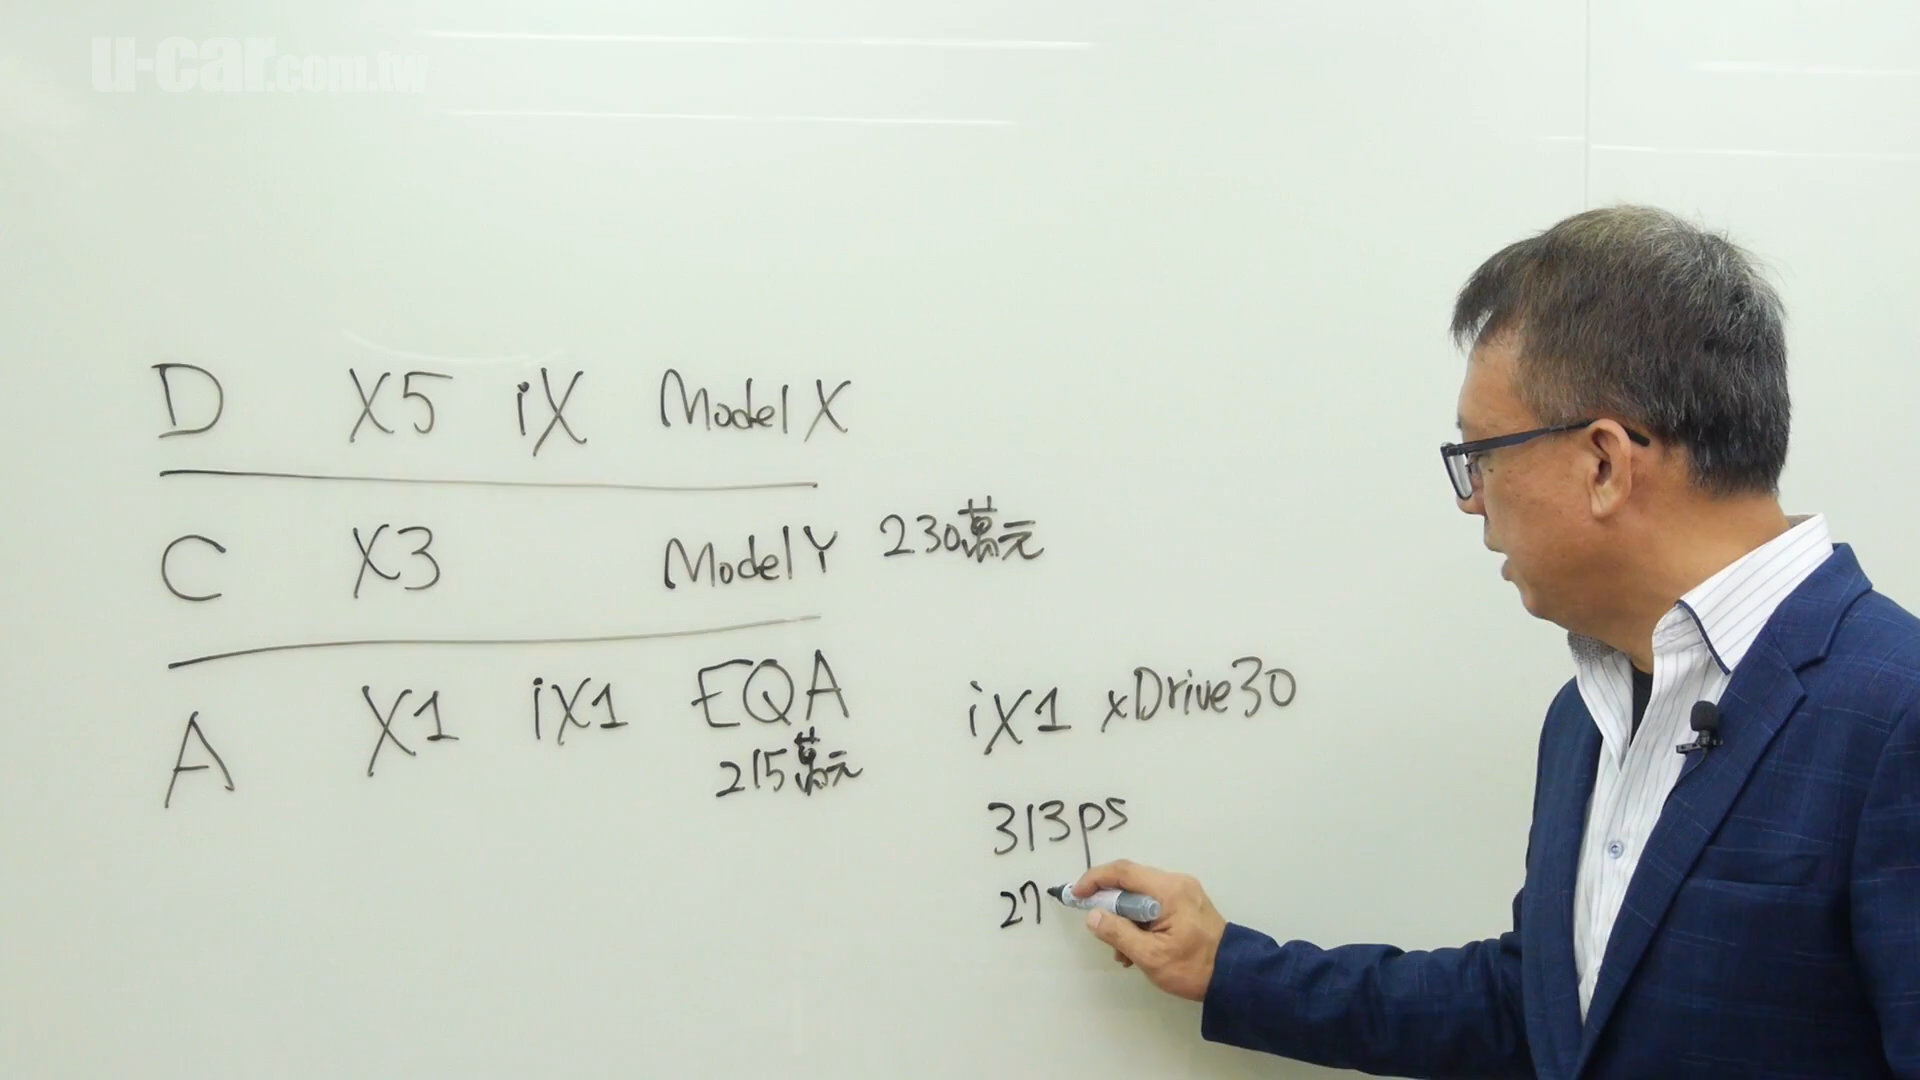 u-car.com.tw
D X5 iX Model X
C X3 Model Y 230萬元
A X1 iX1 EQA
215萬元
iX1 xDrive30
313ps
27